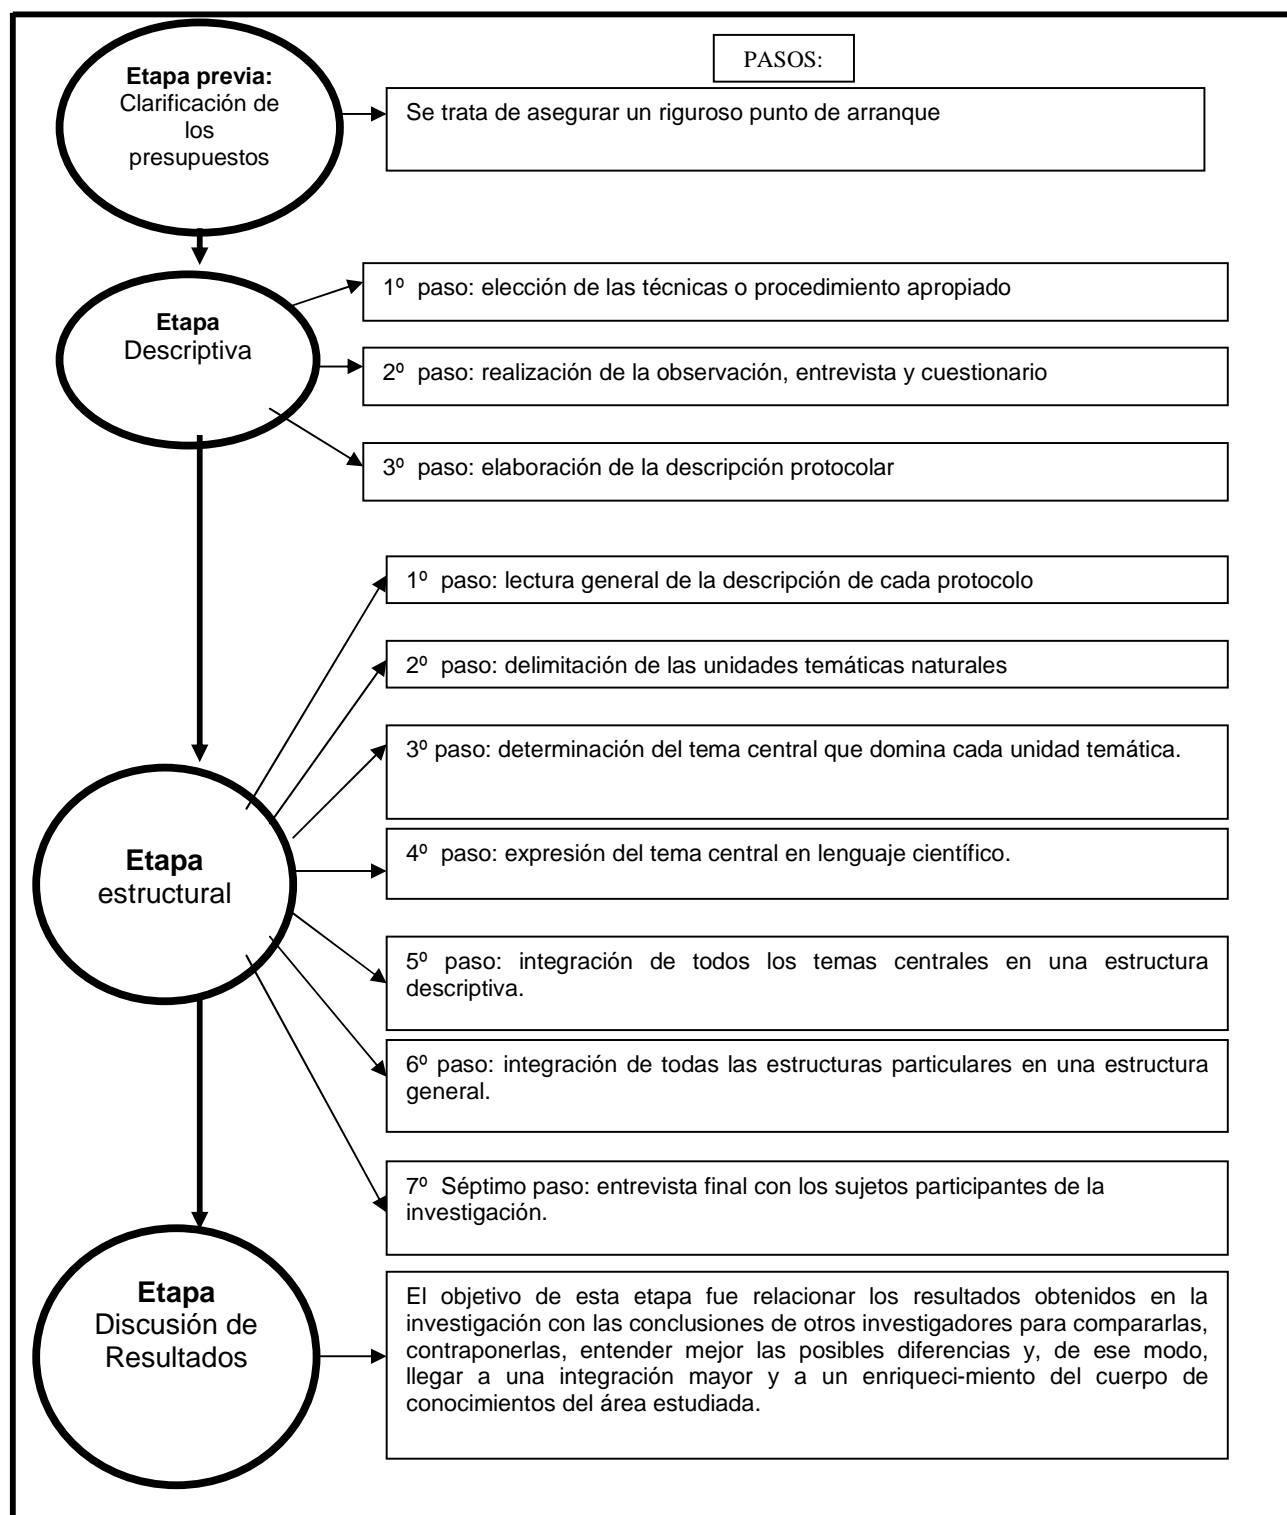 Etapa previa:
Clarificación de
los
presupuestos
PASOS:
Se trata de asegurar un riguroso punto de arranque
Etapa
Descriptiva
1º paso: elección de las técnicas o procedimiento apropiado
2º paso: realización de la observación, entrevista y cuestionario
3º paso: elaboración de la descripción protocolar
Etapa
estructural
1º paso: lectura general de la descripción de cada protocolo
2º paso: delimitación de las unidades temáticas naturales
3º paso: determinación del tema central que domina cada unidad temática.
4º paso: expresión del tema central en lenguaje científico.
5º paso: integración de todos los temas centrales en una estructura
descriptiva.
6º paso: integración de todas las estructuras particulares en una estructura
general.
7º Séptimo paso: entrevista final con los sujetos participantes de la
investigación.
Etapa
Discusión de
Resultados
El objetivo de esta etapa fue relacionar los resultados obtenidos en la
investigación con las conclusiones de otros investigadores para compararlas,
contraponerlas, entender mejor las posibles diferencias y, de ese modo,
llegar a una integración mayor y a un enriqueci-miento del cuerpo de
conocimientos del área estudiada.